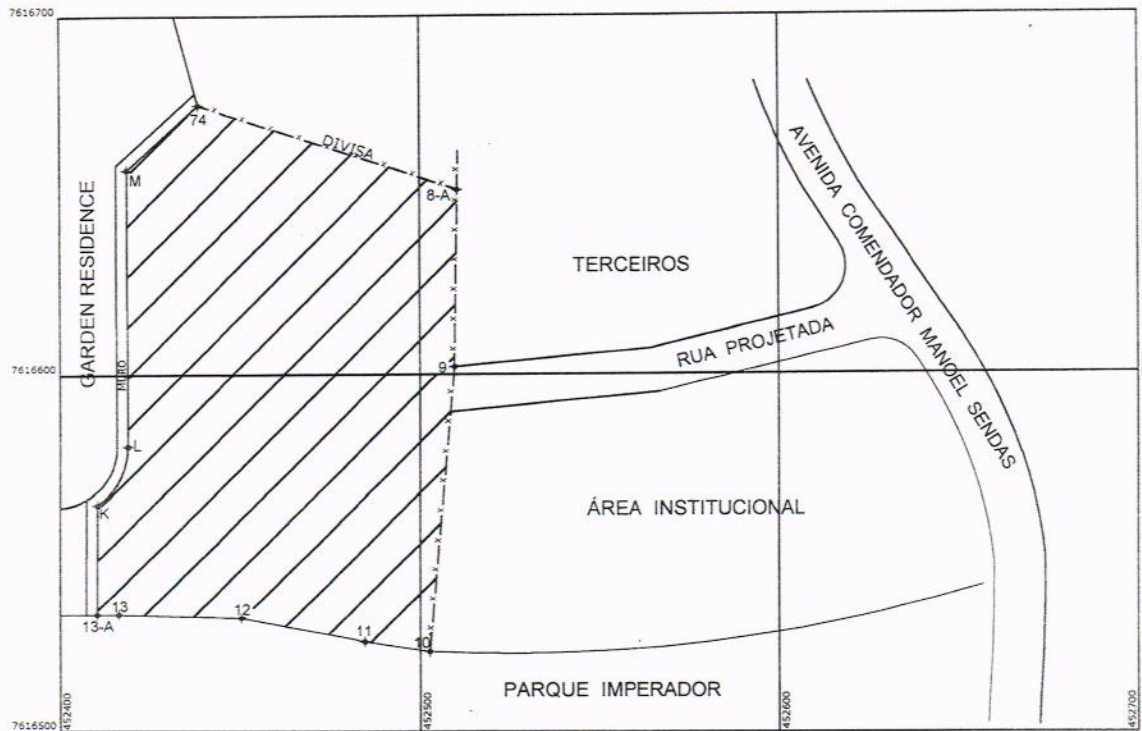 7616700
74
DIVISA
M
8-A
GARDEN RESIDENCE
TERCEIROS
AVENIDA COMENDADOR MANOEL SENDAS
RUA PROJETADA
7616600
MURO
9
L
K
ÁREA INSTITUCIONAL
13-A
13
12
11
10
PARQUE IMPERADOR
7616500
452400
452500
452600
452700